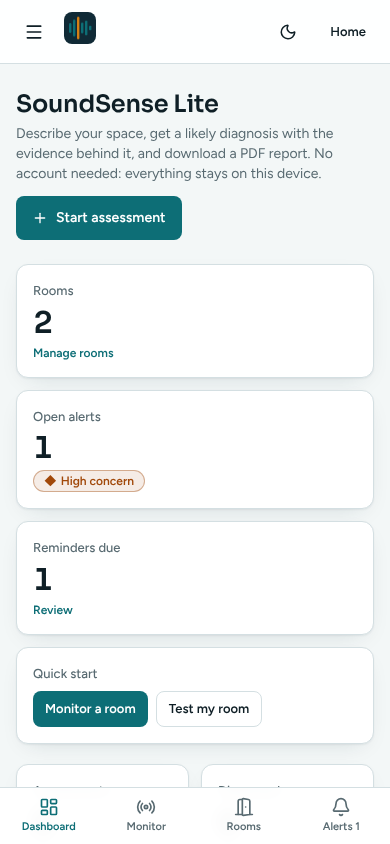 Home
SoundSense Lite
Describe your space, get a likely diagnosis with the
evidence behind it, and download a PDF report. No
account needed: everything stays on this device.
Start assessment
Rooms
2
Manage rooms
Open alerts
1
High concern
Reminders due
1
Review
Quick start
Monitor a room
Test my room
Dashboard
Monitor
Rooms
Alerts 1